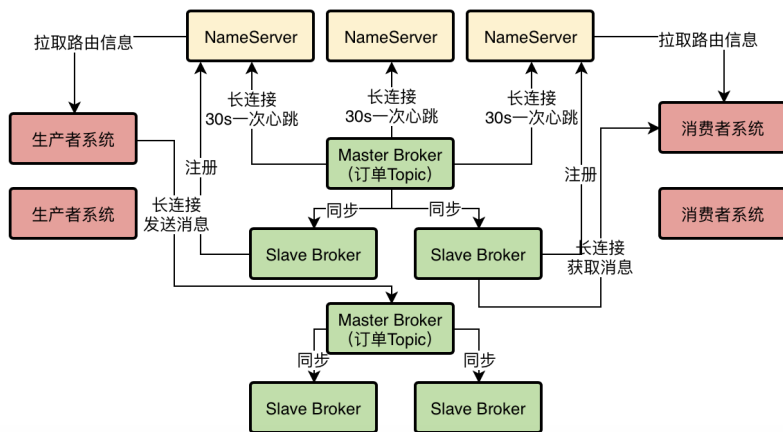 NameServer
NameServer
NameServer
拉取路由信息
拉取路由信息
长连接
30s一次心跳
长连接
30s一次心跳
长连接
30s一次心跳
生产者系统
消费者系统
Master Broker
(订单Topic)
注册
注册
生产者系统
消费者系统
长连接
发送消息
同步
同步
Slave Broker
Slave Broker
长连接
获取消息
Master Broker
(订单Topic)
同步
同步
Slave Broker
Slave Broker